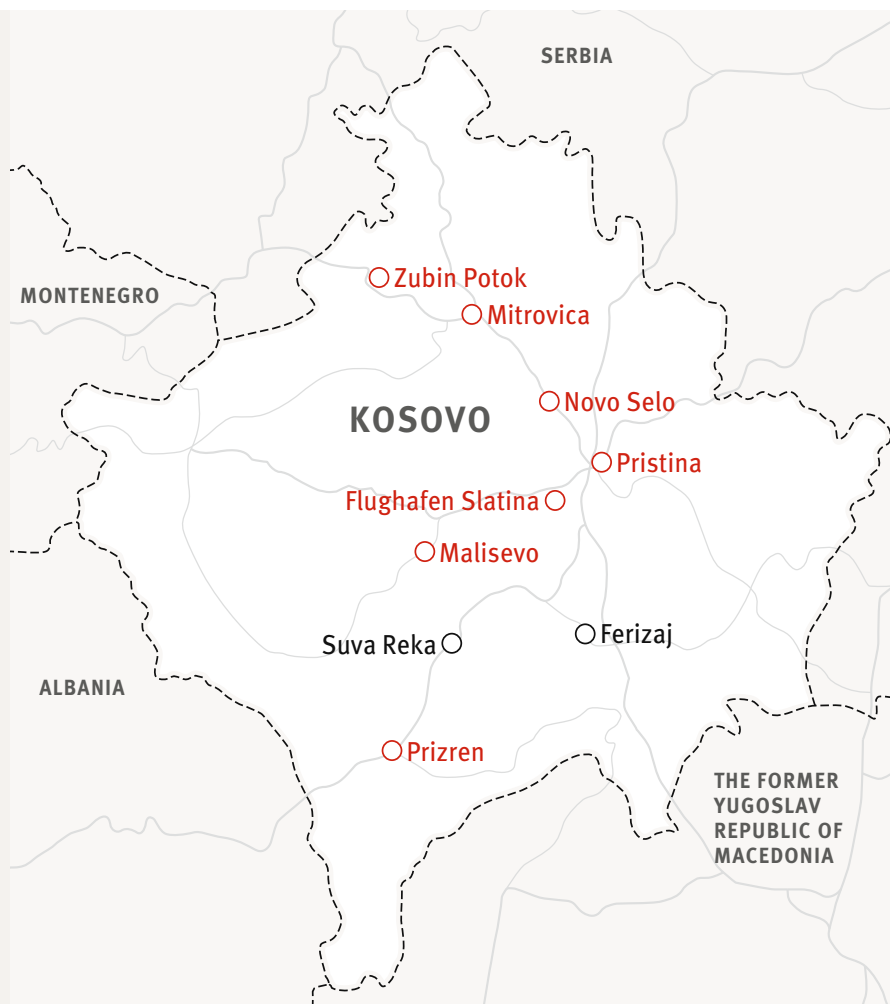 SERBIA
Zubin Potok
MONTENEGRO
Mitrovica
Novo Selo
KOSOVO
Pristina
Flughafen Slatina
Malisevo
Ferizaj
Suva Reka
ALBANIA
Prizren
THE FORMER
YUGOSLAV
REPUBLIC OF
MACEDONIA